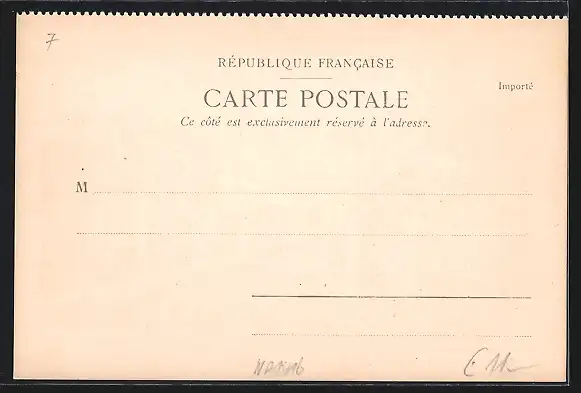 7
RÉPUBLIQUE FRANÇAISE
CARTE POSTALE
Importé
Ce côté est exclusivement réservé à l'adresse.
M